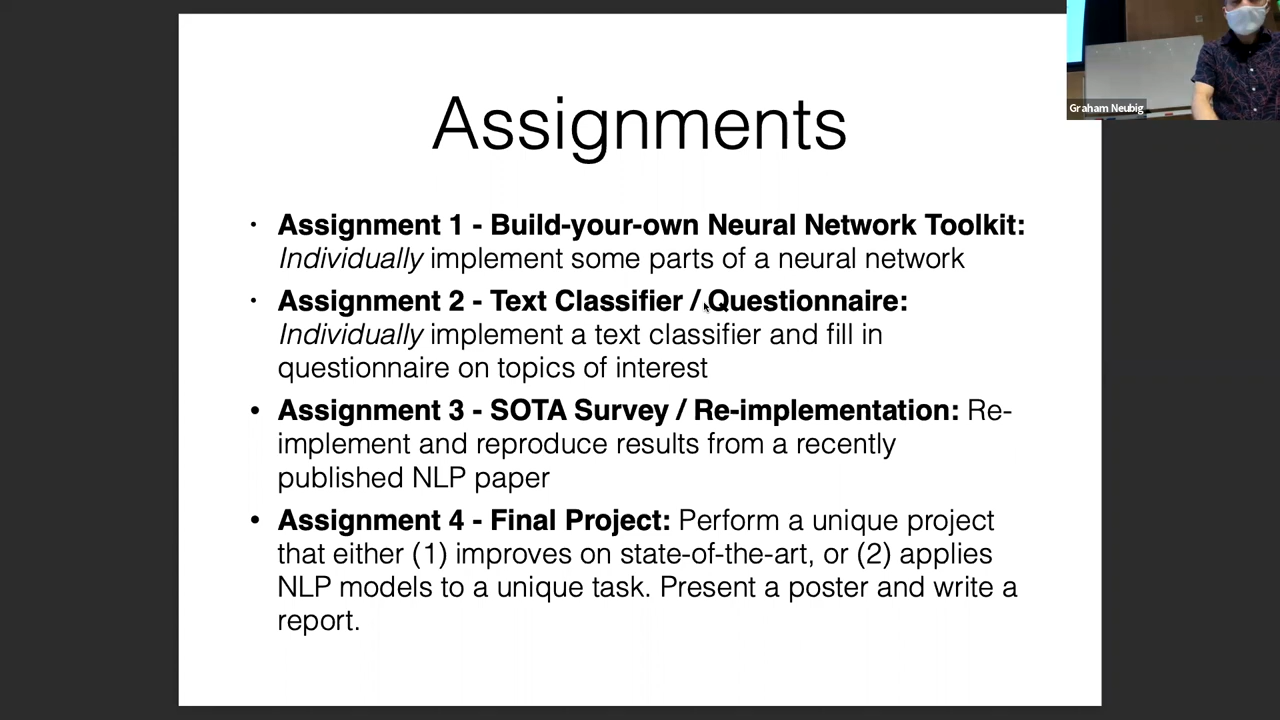 Graham Neubig
Assignments
• Assignment 1 - Build-your-own Neural Network Toolkit:
Individually implement some parts of a neural network
• Assignment 2 - Text Classifier / Questionnaire:
Individually implement a text classifier and fill in
questionnaire on topics of interest
• Assignment 3 - SOTA Survey / Re-implementation: Re-
implement and reproduce results from a recently
published NLP paper
• Assignment 4 - Final Project: Perform a unique project
that either (1) improves on state-of-the-art, or (2) applies
NLP models to a unique task. Present a poster and write a
report.